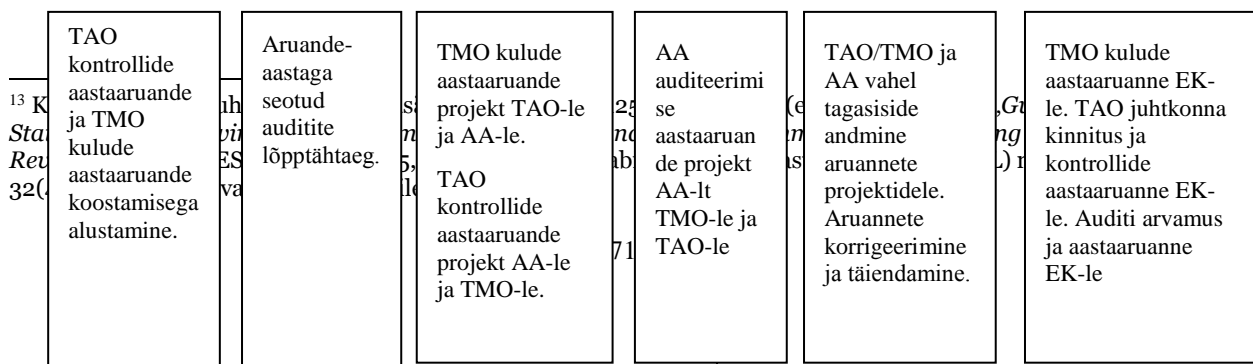 TAO
kontrollide
aastaaruande
ja TMO
kulude
aastaaruande
koostamisega
alustamine.
Aruande-
aastaga
seotud
auditite
lõpptähtaeg.
TMO kulude
aastaaruande
projekt TAO-le
ja AA-le.
TAO
kontrollide
aastaaruande
projekt AA-le
ja TMO-le.
AA
auditeerimi
se
aastaaruan
de projekt
AA-lt
TMO-le ja
TAO-le
TAO/TMO ja
AA vahel
tagasiside
andmine
aruannete
projektidele.
Aruannete
korrigeerimine
ja täiendamine.
TMO kulude
aastaaruanne EK-
le. TAO juhtkonna
kinnitus ja
kontrollide
aastaaruanne EK-
le. Auditi arvamus
ja aastaaruanne
EK-le
13
71